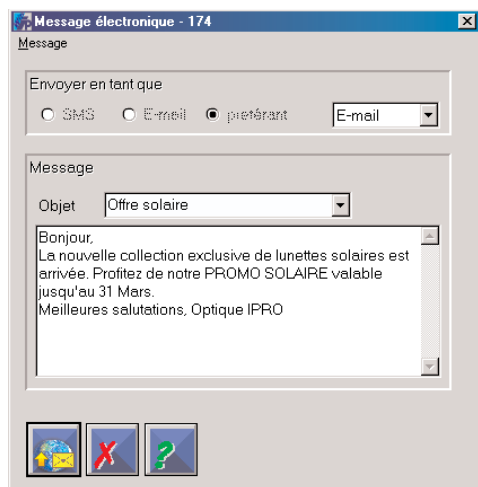 Message électronique - 174
Message
Envoyer en tant que
SMS E-mail preférant E-mail
Message
Objet Offre solaire
Bonjour,
La nouvelle collection exclusive de lunettes solaires est
arrivée. Profitez de notre PROMO SOLAIRE valable
jusqu'au 31 Mars.
Meilleures salutations, Optique IPRO